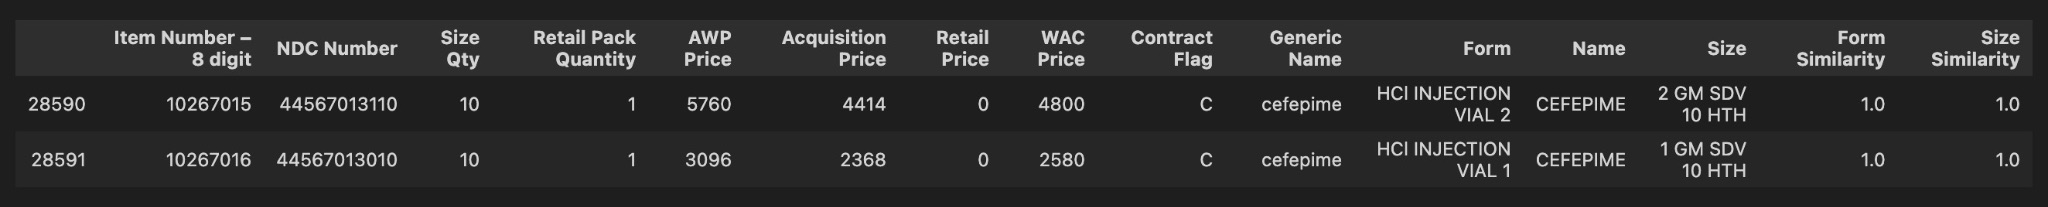 Item Number – 8 digit NDC Number Size Qty Retail Pack Quantity AWP Price Acquisition Price Retail Price WAC Price Contract Flag Generic Name Form Name Size Form Similarity Size Similarity
28590 10267015 44567013110 10 1 5760 4414 0 4800 C cefepime HCl INJECTION VIAL 2 CEFEPIME 2 GM SDV 10 HTH 1.0 1.0
28591 10267016 44567013010 10 1 3096 2368 0 2580 C cefepime HCl INJECTION VIAL 1 CEFEPIME 1 GM SDV 10 HTH 1.0 1.0